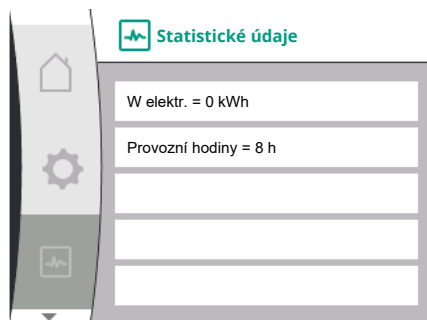 Statistické údaje
W elektr. = 0 kWh
Provozní hodiny = 8 h